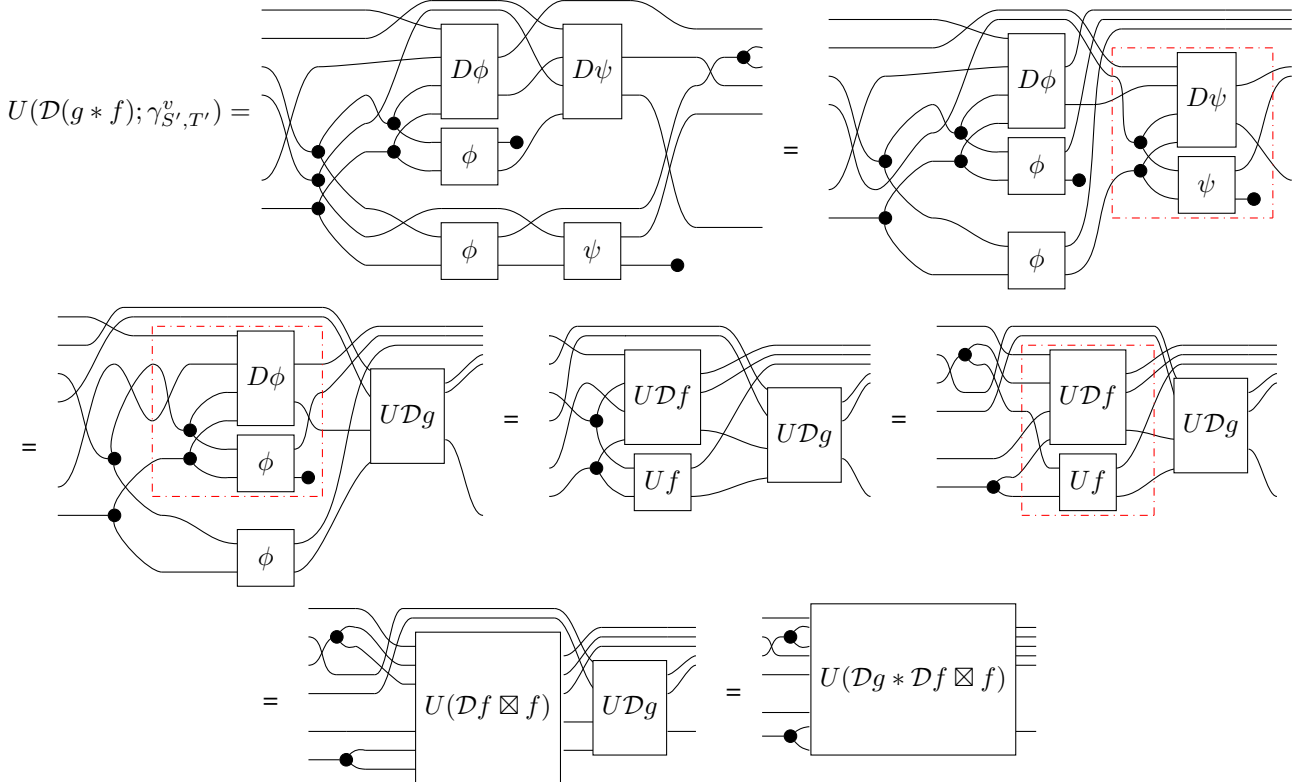 Dφ Dψ Dφ Dψ
U(𝒟(g ∗ f); γ^v_{S′,T′}) = =
φ φ ψ
φ ψ φ
Dφ U𝒟f U𝒟f
U𝒟g U𝒟g U𝒟g
= φ = Uf = Uf
φ
= U(𝒟f ⊠ f) U𝒟g = U(𝒟g ∗ 𝒟f ⊠ f)